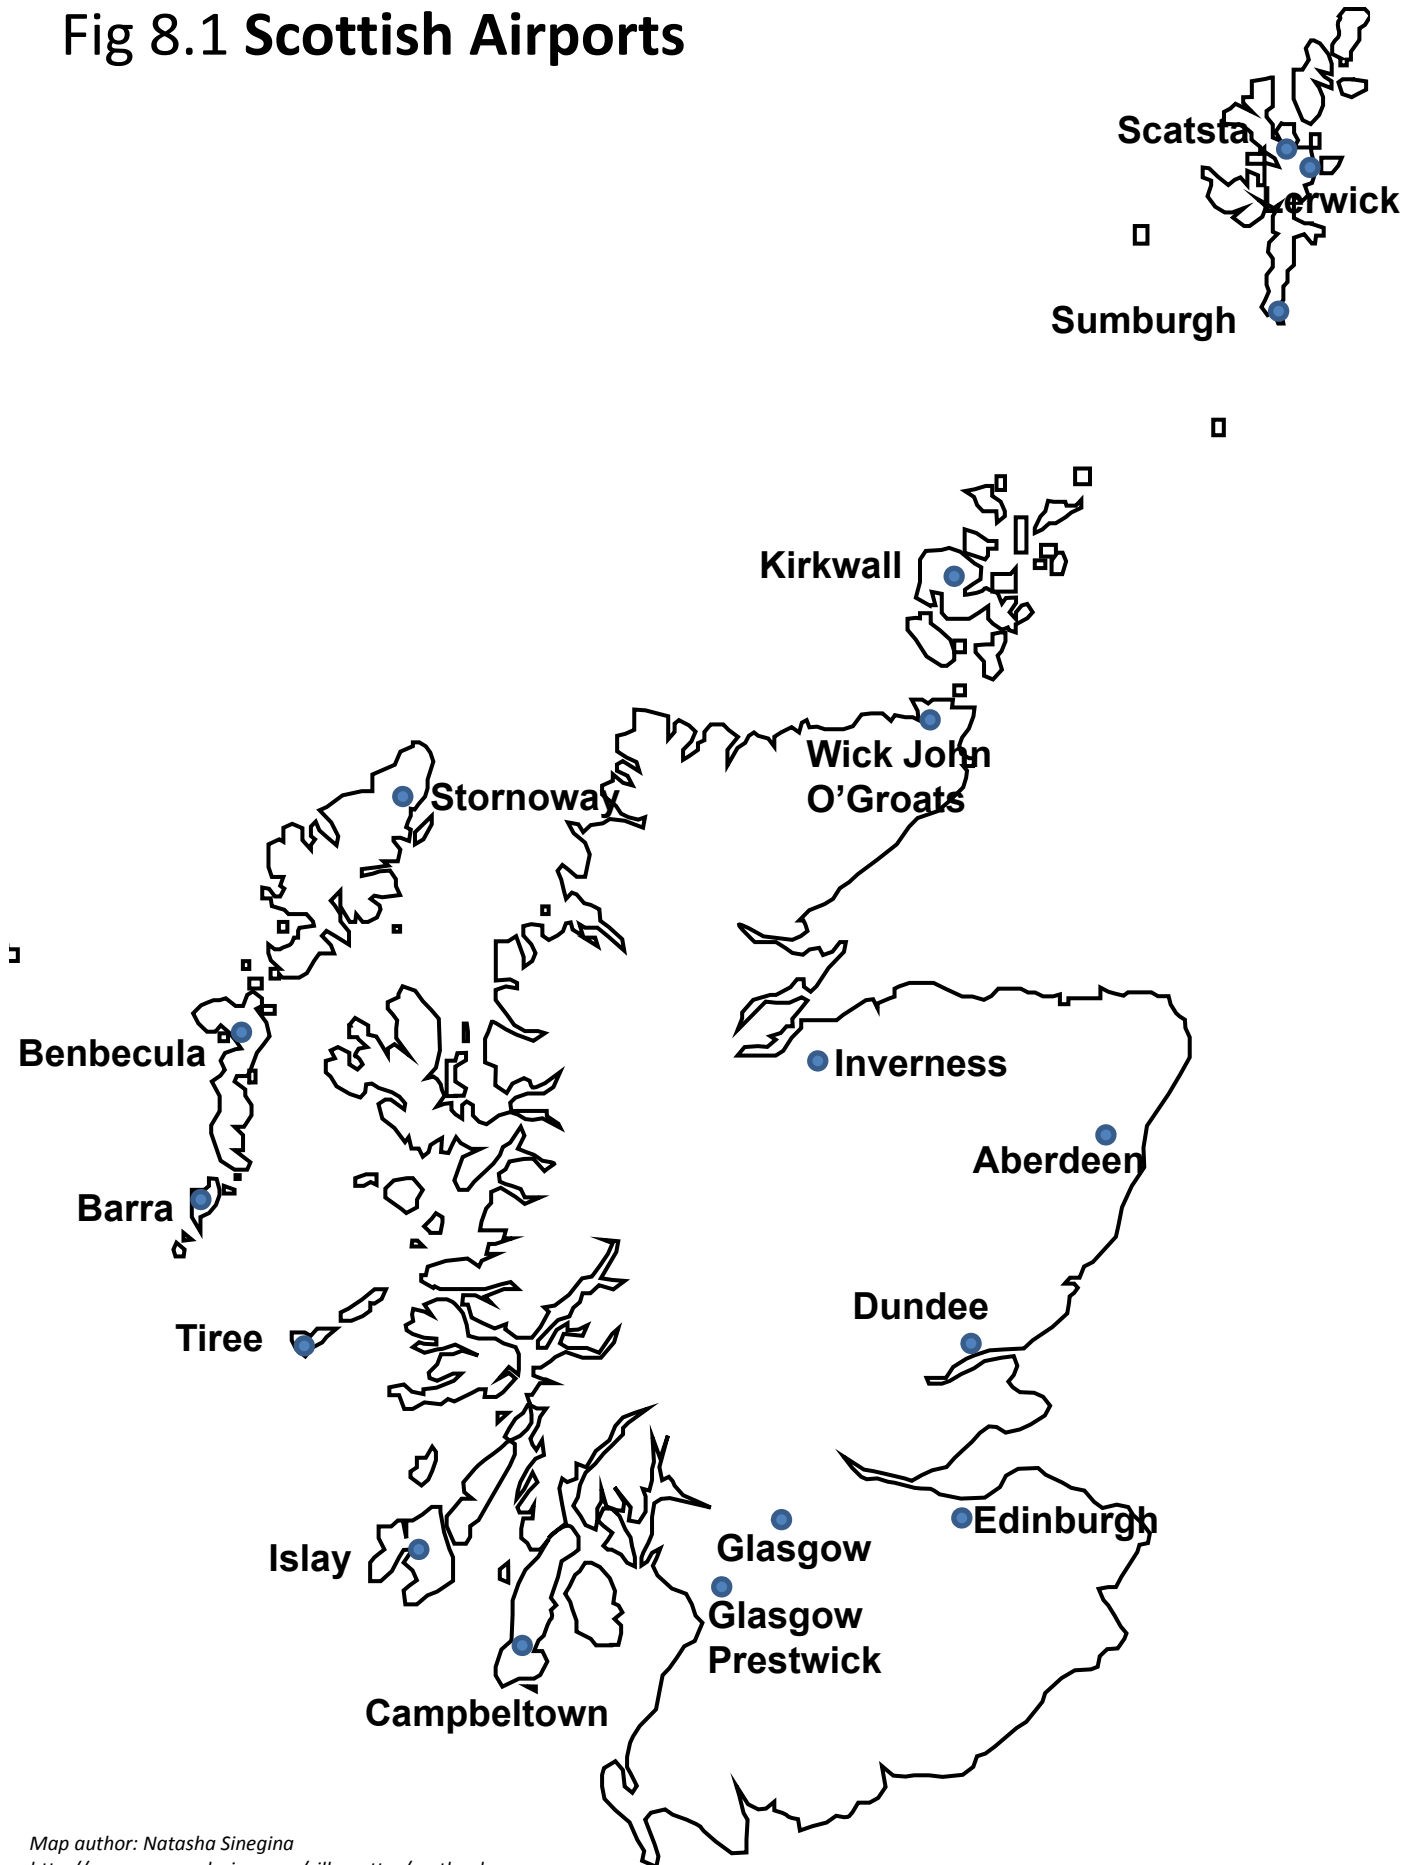 Fig 8.1 Scottish Airports
Scatsta
Lerwick
Sumburgh
Kirkwall
Wick John
O’Groats
Stornoway
Benbecula
Inverness
Aberdeen
Barra
Dundee
Tiree
Edinburgh
Glasgow
Islay
Glasgow
Prestwick
Campbeltown
Map author: Natasha Sinegina